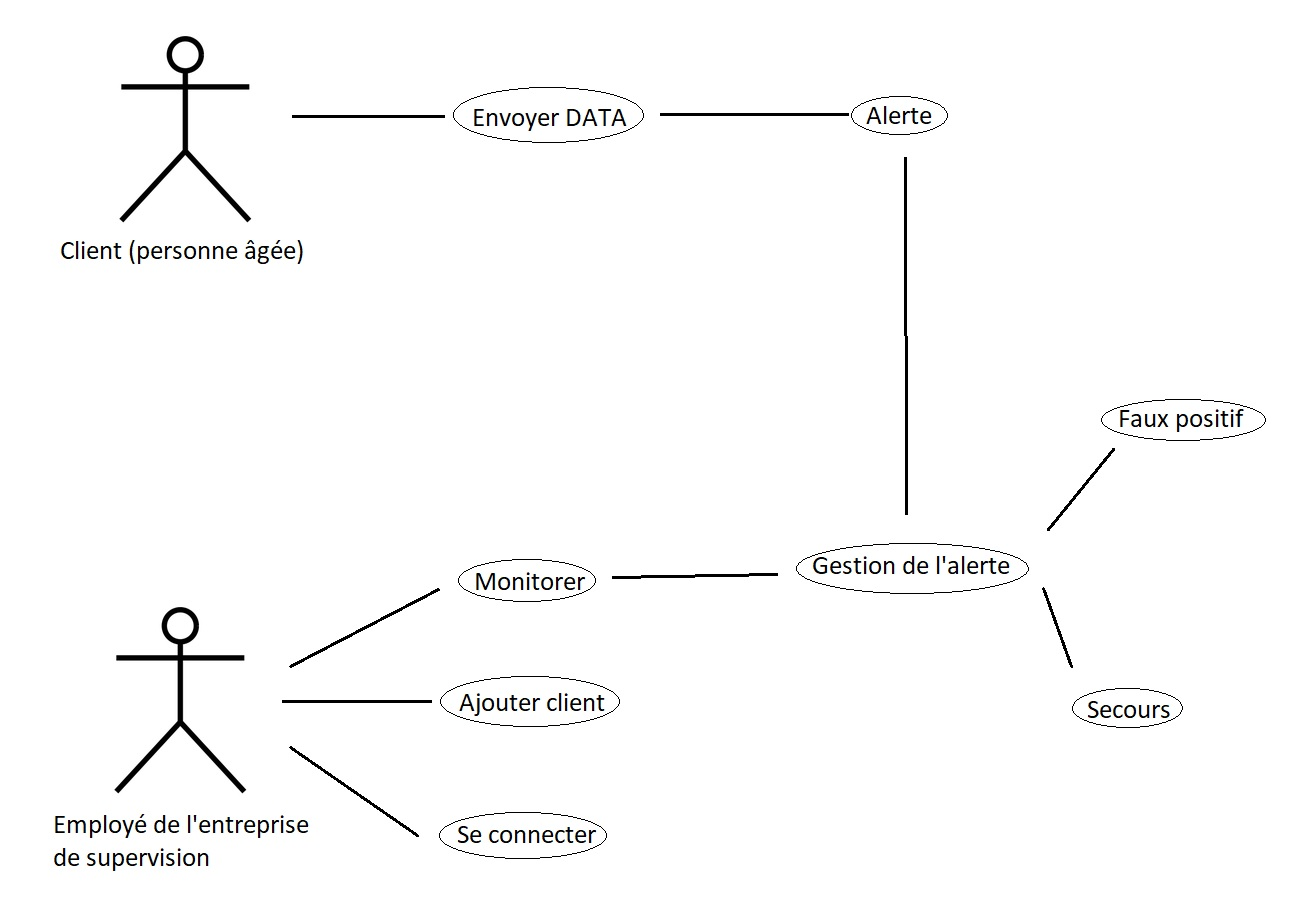 Envoyer DATA
Alerte
Client (personne âgée)
Faux positif
Gestion de l'alerte
Monitorer
Ajouter client
Secours
Se connecter
Employé de l'entreprise
de supervision